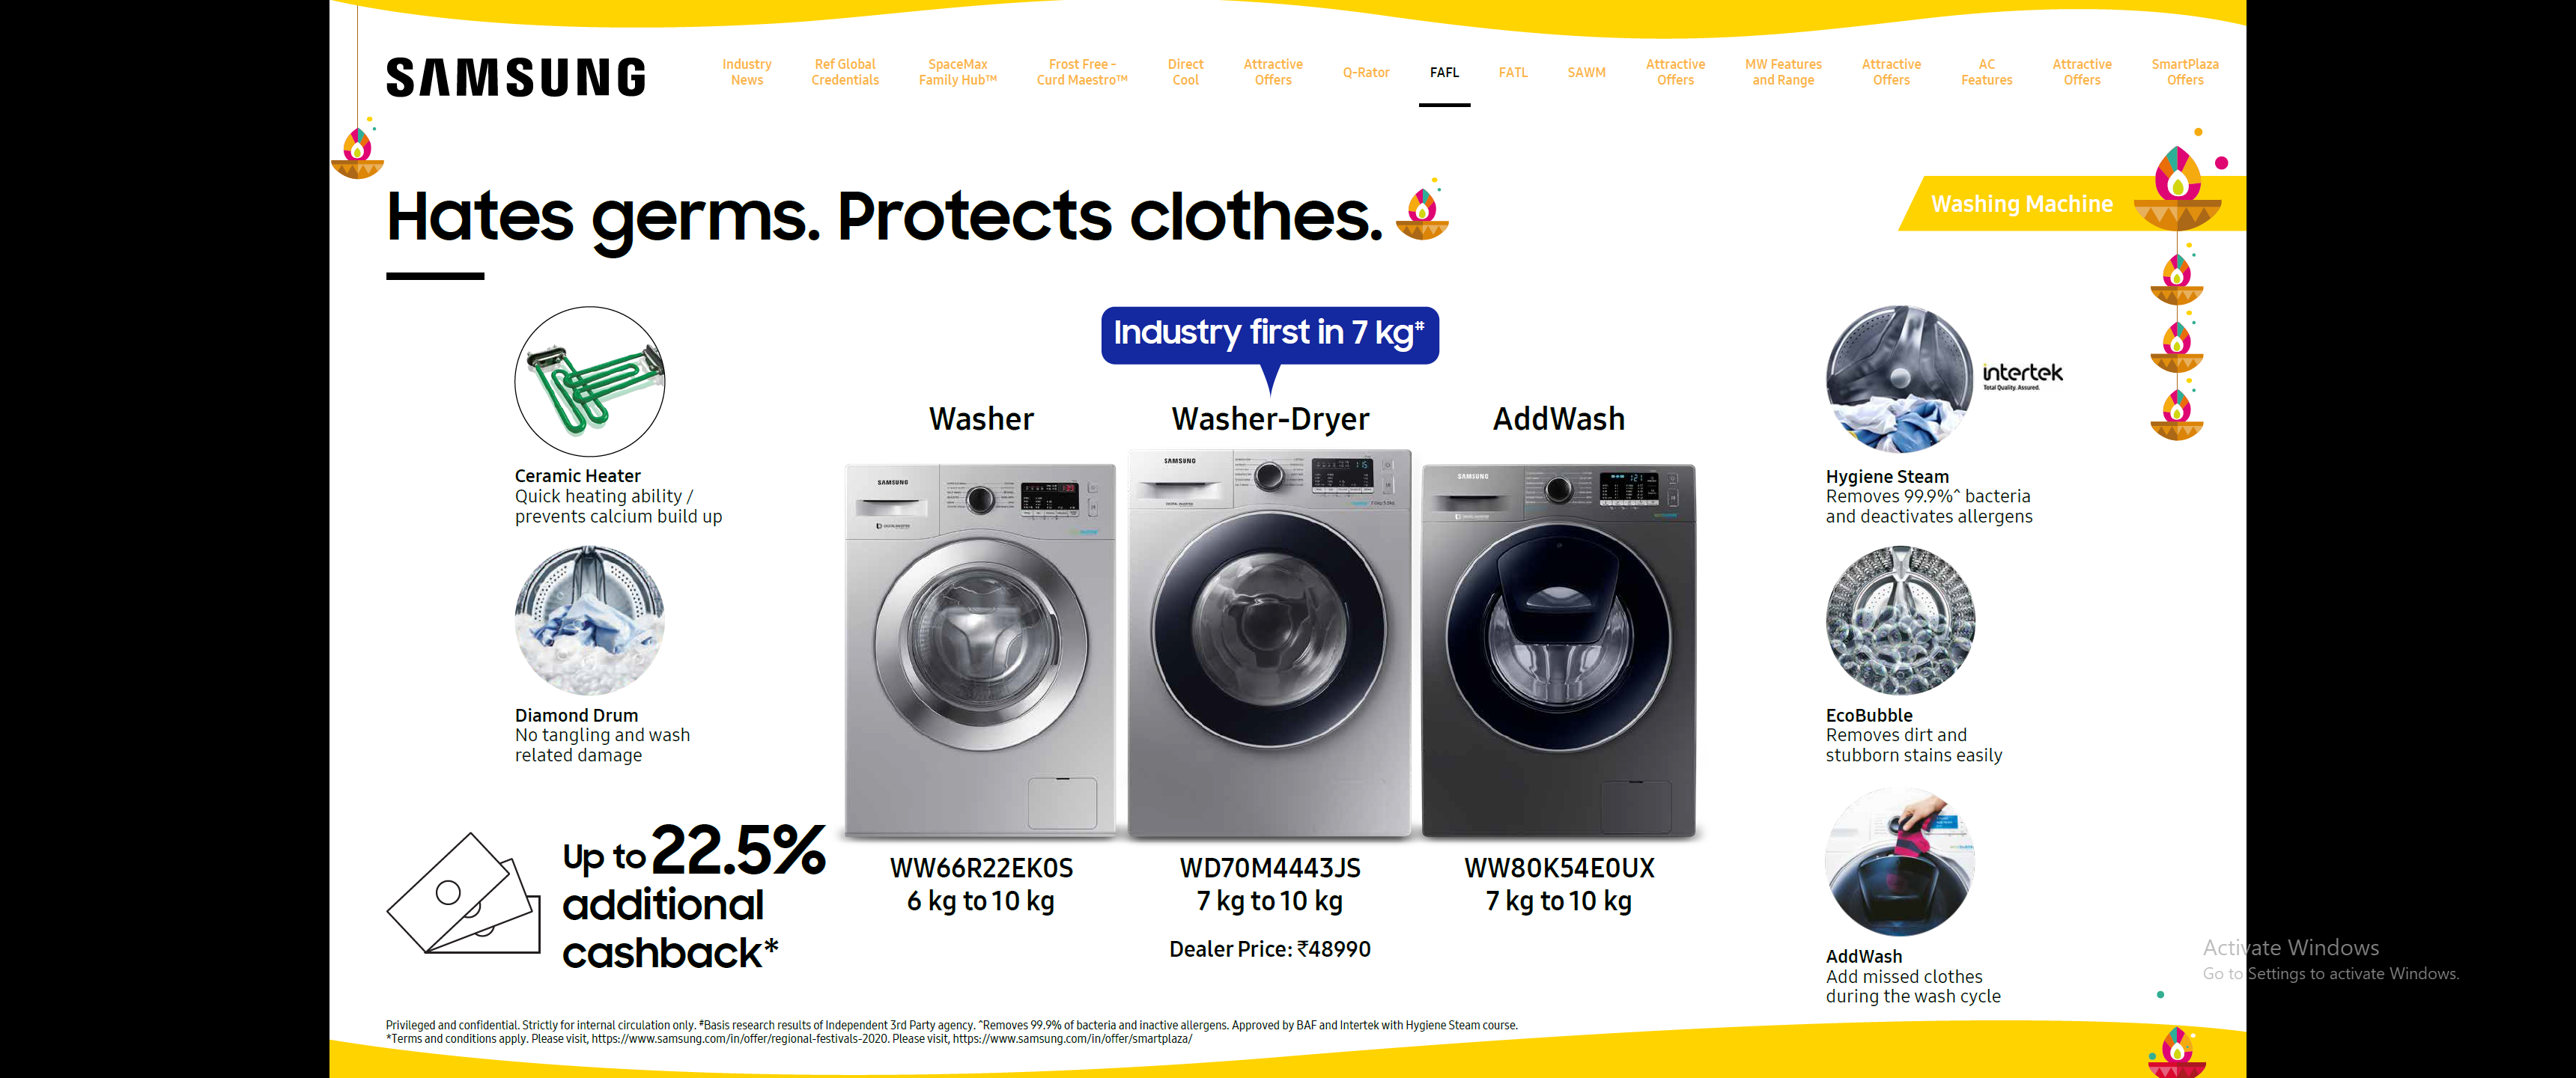 SAMSUNG
Industry
News
Ref Global
Credentials
SpaceMax
Family Hub™
Frost Free -
Curd Maestro™
Direct
Cool
Attractive
Offers
Q-Rator
FAFL
FATL
SAWM
Attractive
Offers
MW Features
and Range
Attractive
Offers
AC
Features
Attractive
Offers
SmartPlaza
Offers
Hates germs. Protects clothes.
Washing Machine
Ceramic Heater
Quick heating ability /
prevents calcium build up
Diamond Drum
No tangling and wash
related damage
Up to 22.5%
additional
cashback*
Industry first in 7 kg#
Washer
Washer-Dryer
AddWash
SAMSUNG
SAMSUNG
SAMSUNG
WW66R22EK0S
6 kg to 10 kg
WD70M4443JS
7 kg to 10 kg
Dealer Price: ₹48990
WW80K54E0UX
7 kg to 10 kg
intertek
Total Quality. Assured.
Hygiene Steam
Removes 99.9%^ bacteria
and deactivates allergens
EcoBubble
Removes dirt and
stubborn stains easily
AddWash
Add missed clothes
during the wash cycle
Activate Windows
Go to Settings to activate Windows.
Privileged and confidential. Strictly for internal circulation only. #Basis research results of Independent 3rd Party agency. ^Removes 99.9% of bacteria and inactive allergens. Approved by BAF and Intertek with Hygiene Steam course.
*Terms and conditions apply. Please visit, https://www.samsung.com/in/offer/regional-festivals-2020. Please visit, https://www.samsung.com/in/offer/smartplaza/